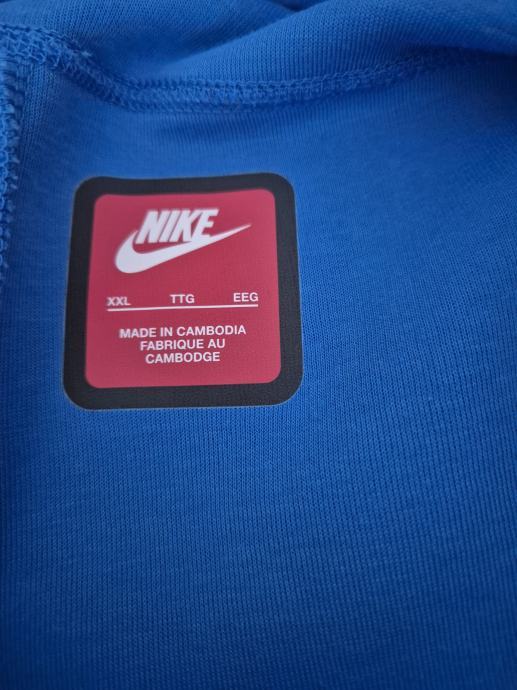 NIKE
XXL TTG EEG
MADE IN CAMBODIA
FABRIQUE AU
CAMBODGE